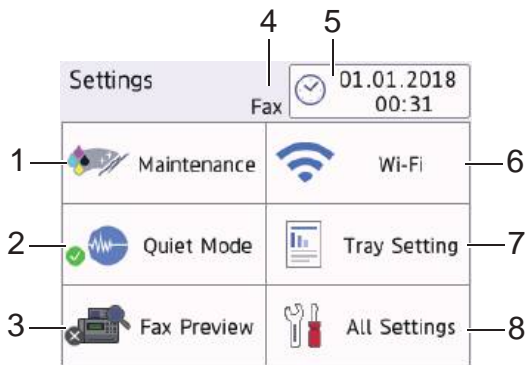 4 5
Settings
Fax
01.01.2018
00:31
1 Maintenance Wi-Fi 6
2 Quiet Mode Tray Setting 7
3 Fax Preview All Settings 8